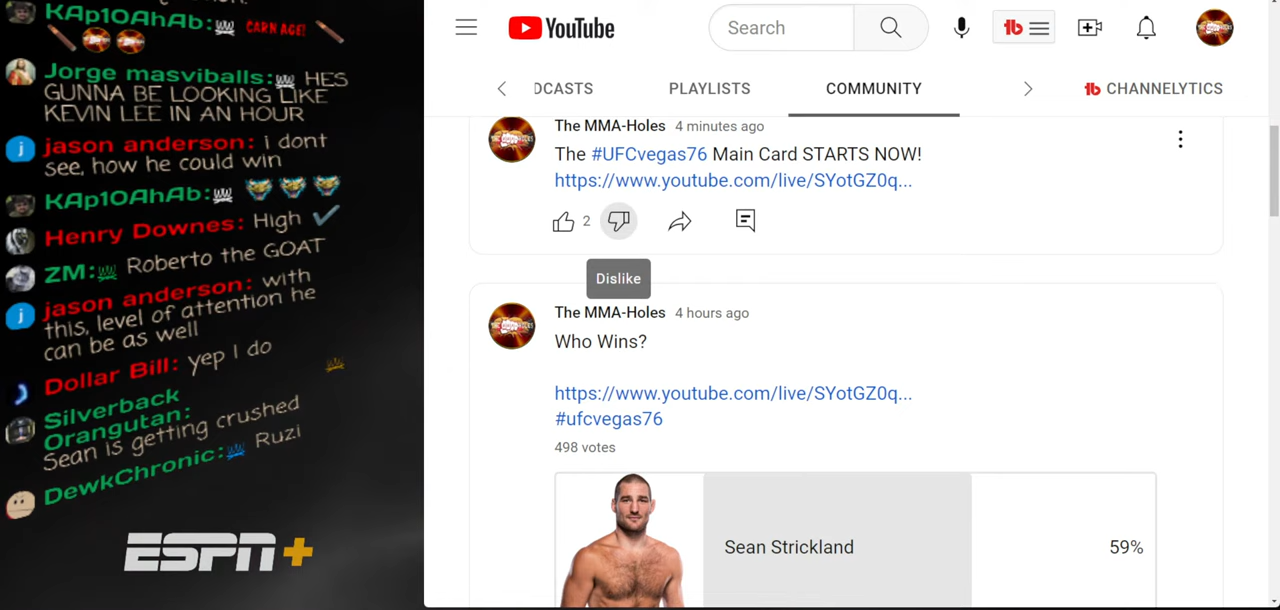 KAp10AhAb: CARNAGE!
Jorge masviballs: HES
GUNNA BE LOOKING LIKE
KEVIN LEE IN AN HOUR
jason anderson: i dont
see, how he could win
KAp10AhAb:
Henry Downes: High
ZM: Roberto the GOAT
jason anderson: with
this, level of attention he
can be as well
Dollar Bill: yep I do
Silverback
Orangutan:
Sean is getting crushed
DewkChronic: Ruzi
ESPN+
YouTube
Search
tb
DCASTS
PLAYLISTS
COMMUNITY
tb CHANNELYTICS
The MMA-Holes 4 minutes ago
The #UFCvegas76 Main Card STARTS NOW!
https://www.youtube.com/live/SYotGZ0q...
2
Dislike
The MMA-Holes 4 hours ago
Who Wins?
https://www.youtube.com/live/SYotGZ0q...
#ufcvegas76
498 votes
Sean Strickland
59%